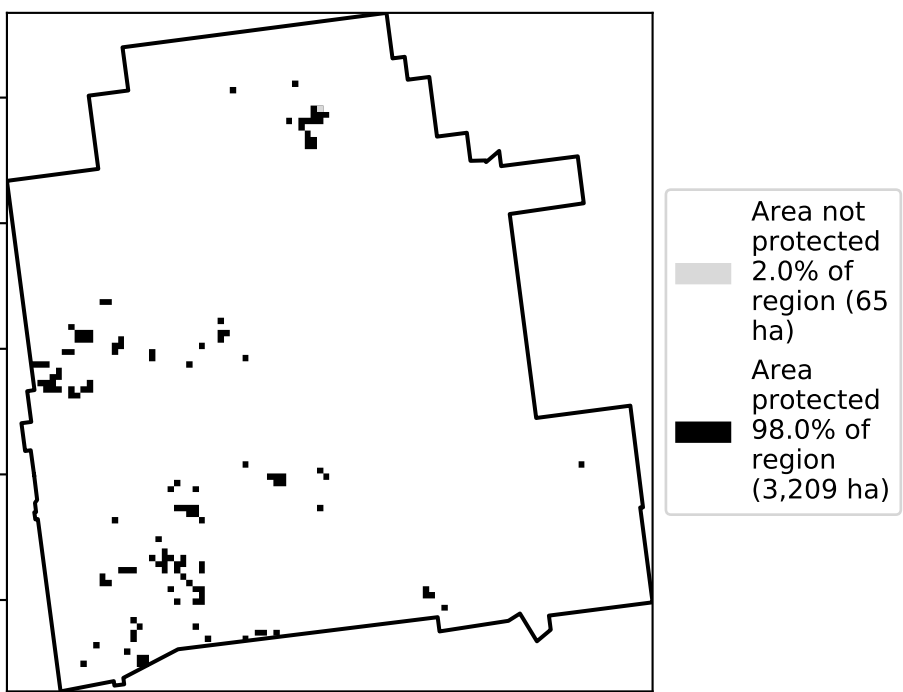 Area not
protected
2.0% of
region (65
ha)
Area
protected
98.0% of
region
(3,209 ha)